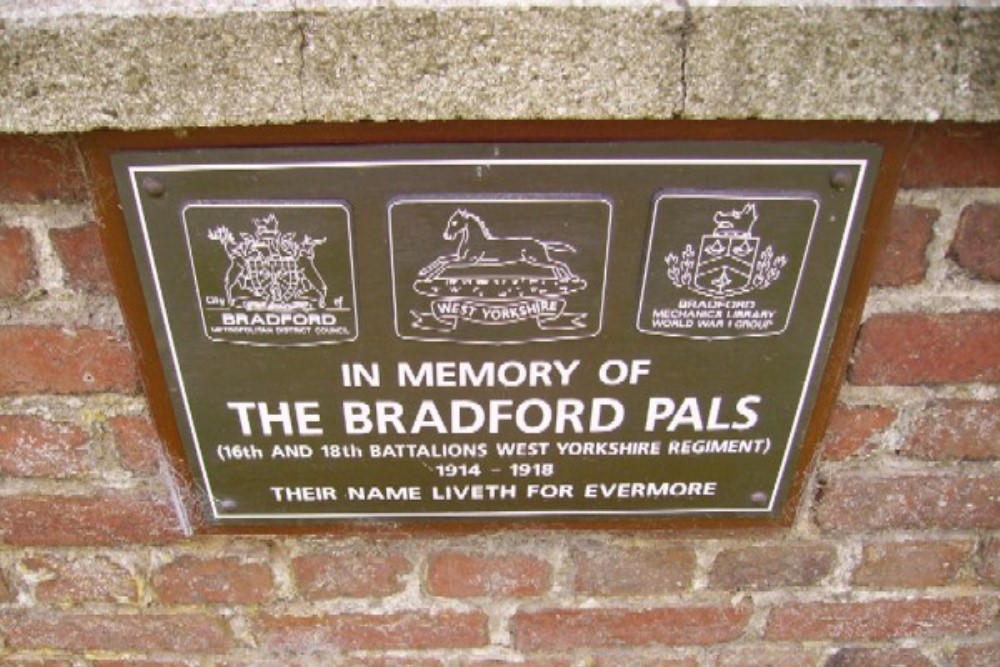 City of
BRADFORD
METROPOLITAN DISTRICT COUNCIL
WEST YORKSHIRE
BRADFORD
MECHANICS LIBRARY
WORLD WAR I GROUP
IN MEMORY OF
THE BRADFORD PALS
(16th AND 18th BATTALIONS WEST YORKSHIRE REGIMENT)
1914 - 1918
THEIR NAME LIVETH FOR EVERMORE